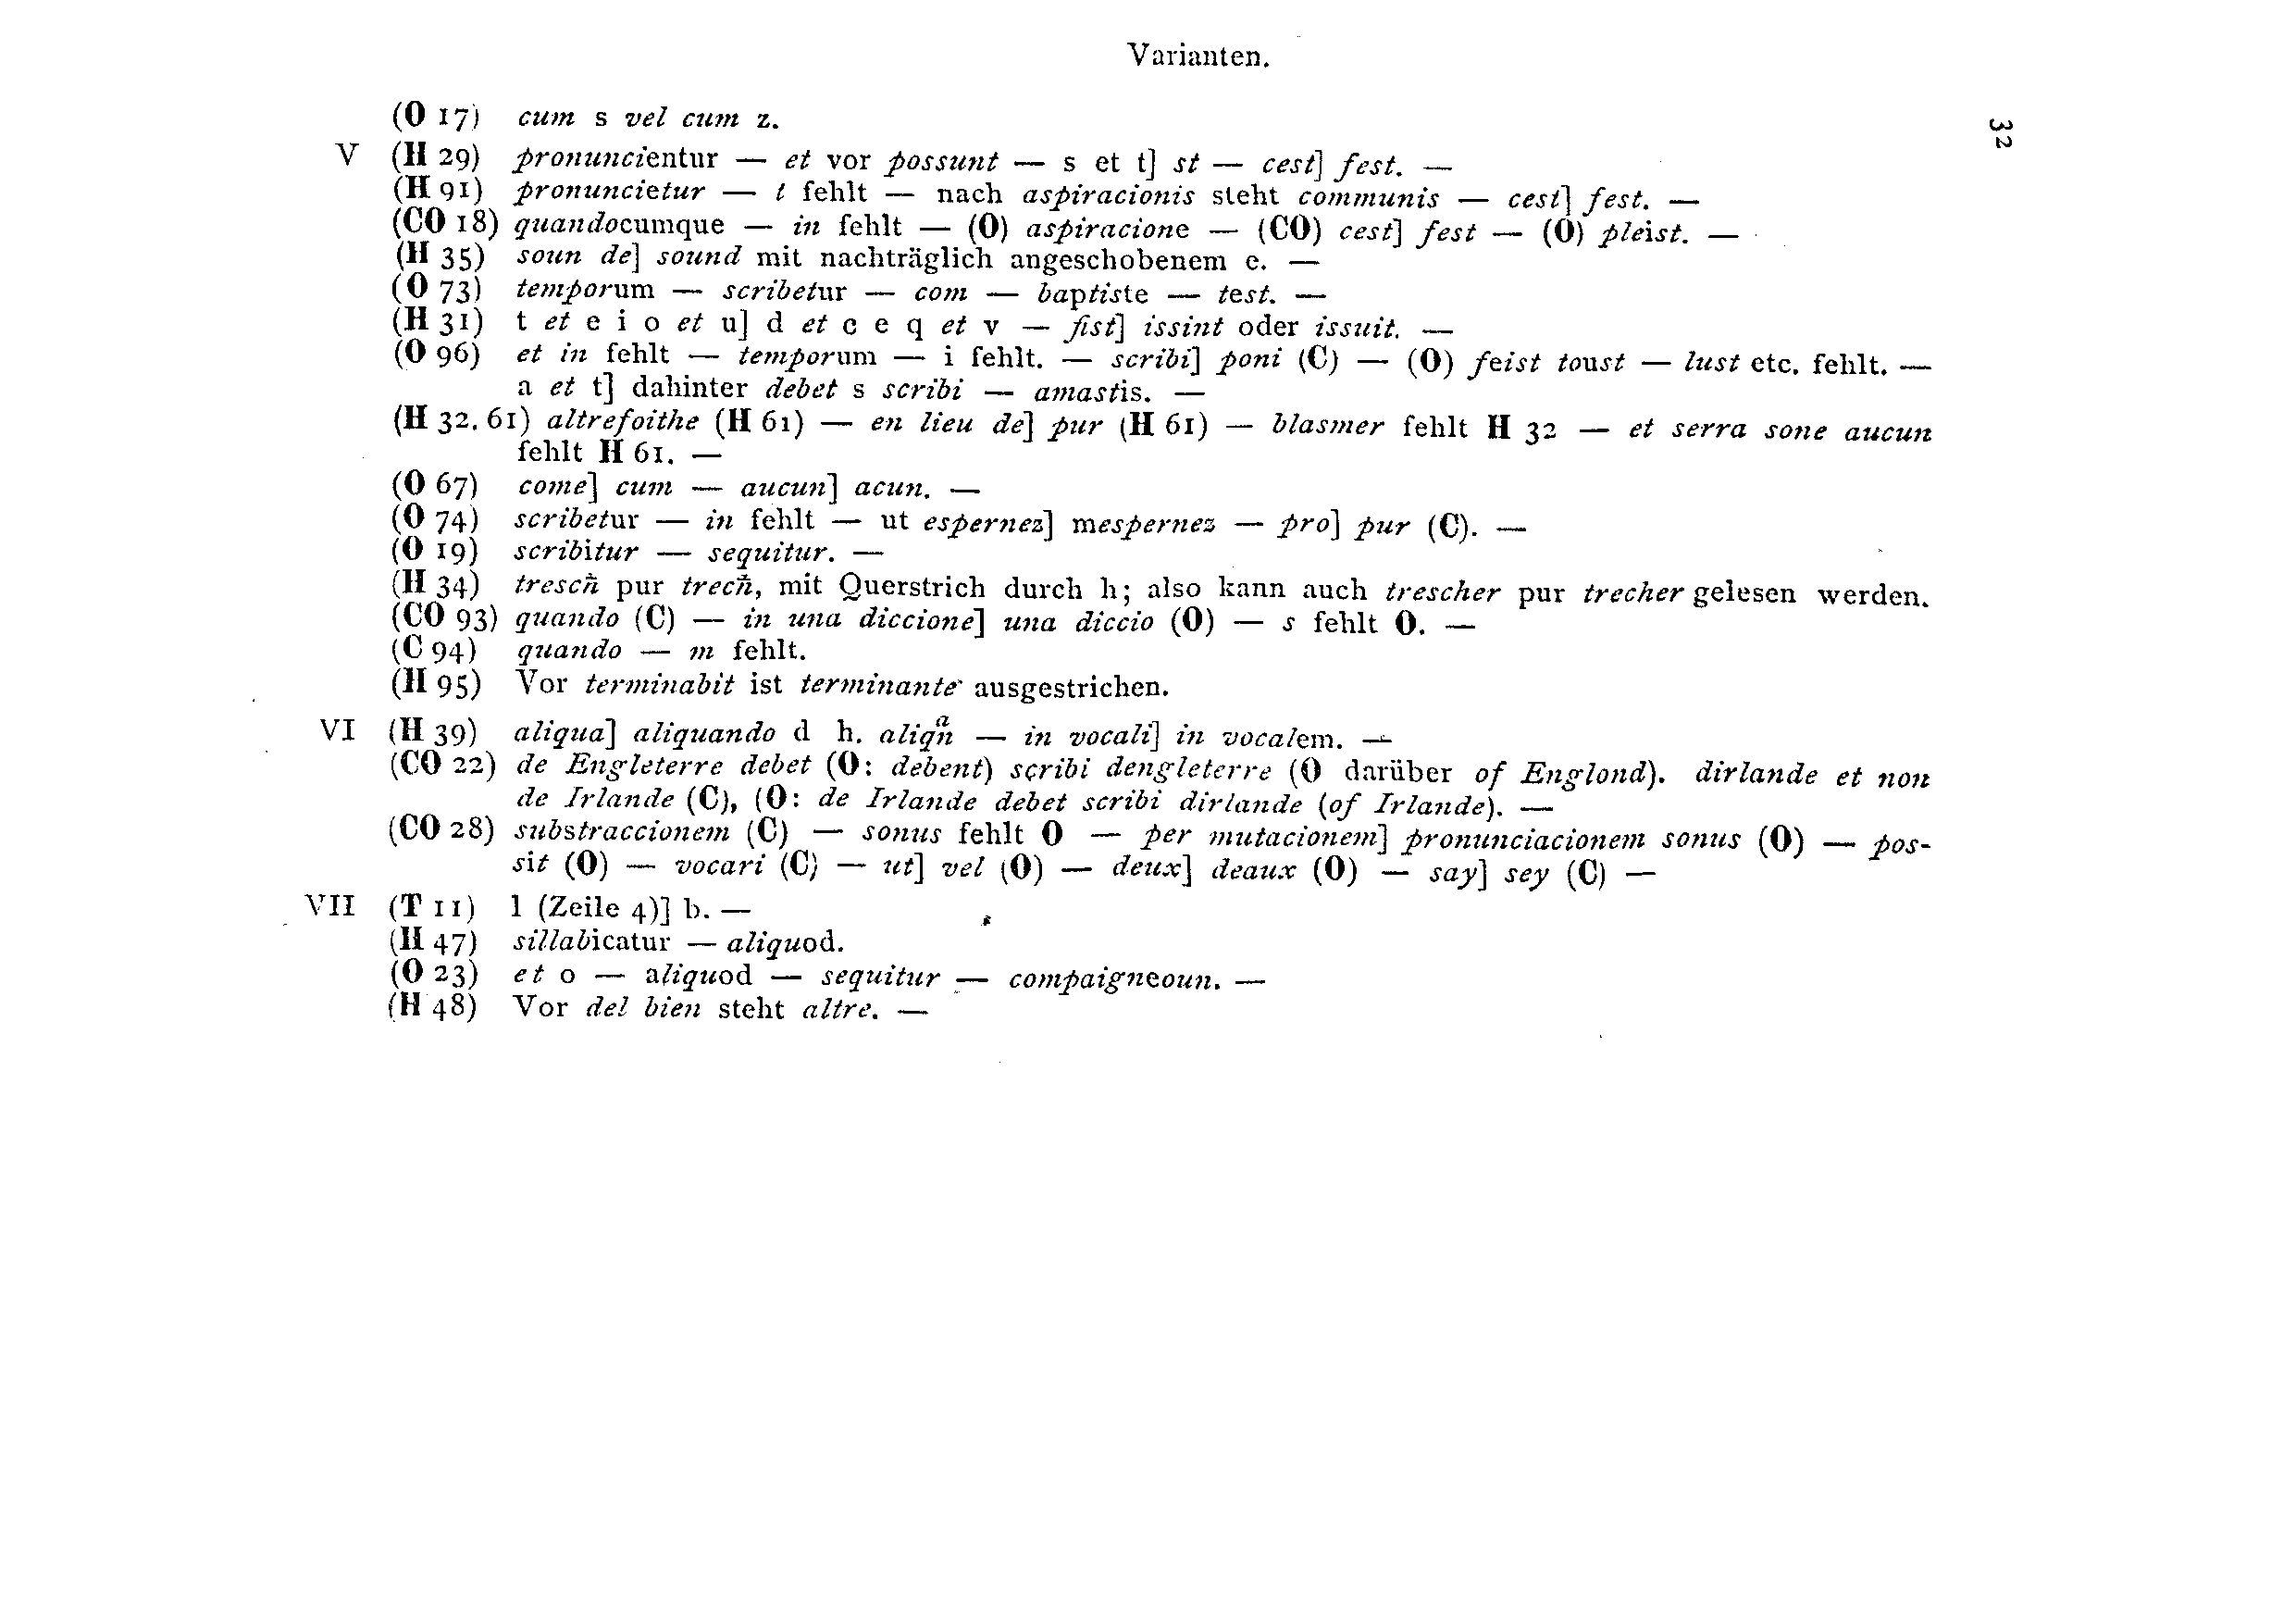 Varianten.
32
(O 17) cum s vel cum z.
V (H 29) pronuncientur — et vor possunt — s et t] st — cest] fest. —
(H 91) pronuncietur — t fehlt — nach aspiracionis steht communis — cest] fest. —
(CO 18) quandocumque — in fehlt — (O) aspiracione — (CO) cest] fest — (O) pleist. —
(H 35) soun de] sound mit nachträglich angeschobenem e. —
(O 73) temporum — scribetur — com — baptiste — test. —
(H 31) t et e i o et u] d et c e q et v — fist] issint oder issuit. —
(O 96) et in fehlt — temporum — i fehlt. — scribi] poni (C) — (O) feist toust — lust etc. fehlt. —
a et t] dahinter debet s scribi — amastis. —
(H 32. 61) altrefoithe (H 61) — en lieu de] pur (H 61) — blasmer fehlt H 32 — et serra sone aucun
fehlt H 61. —
(O 67) come] cum — aucun] acun. —
(O 74) scribetur — in fehlt — ut espernez] mespernez — pro] pur (C). —
(O 19) scribitur — sequitur. —
(H 34) tresch̃ pur trech̃, mit Querstrich durch h; also kann auch trescher pur trecher gelesen werden.
(CO 93) quando (C) — in una diccione] una diccio (O) — s fehlt O. —
(C 94) quando — m fehlt.
(H 95) Vor terminabit ist terminante ausgestrichen.
VI (H 39) aliqua] aliquando d h. aliqñᵃ — in vocali] in vocalem. —
(CO 22) de Engleterre debet (O: debent) scribi dengleterre (O darüber of Englond). dirlande et non
de Irlande (C), (O: de Irlande debet scribi dirlande (of Irlande). —
(CO 28) substraccionem (C) — sonus fehlt O — per mutacionem] pronunciacionem sonus (O) — pos-
sit (O) — vocari (C) — ut] vel (O) — deux] deaux (O) — say] sey (C) —
VII (T 11) l (Zeile 4)] b. —
(H 47) sillabicatur — aliquod.
(O 23) et o — aliquod — sequitur — compaigneoun. —
(H 48) Vor del bien steht altre. —